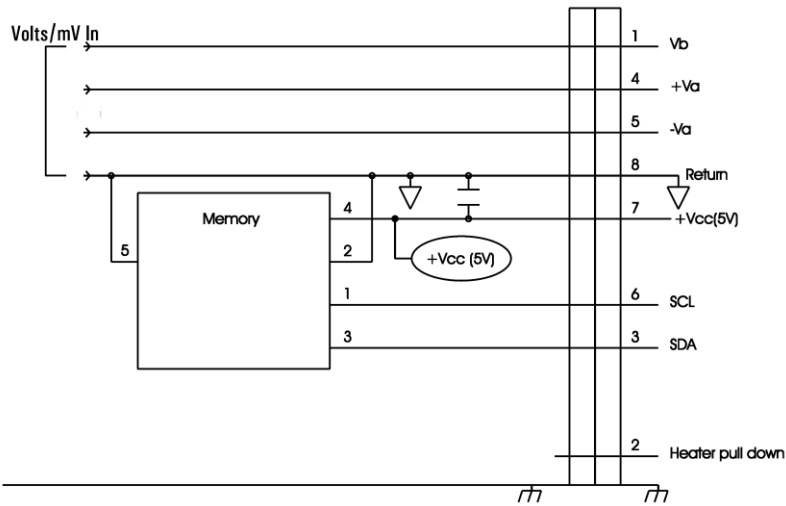 Volts/mV In
1 Vb
4 +Va
5 -Va
8 Return
Memory
4
7 +Vcc(5V)
5
2
+Vcc (5V)
1
6 SCL
3
3 SDA
2 Heater pull down